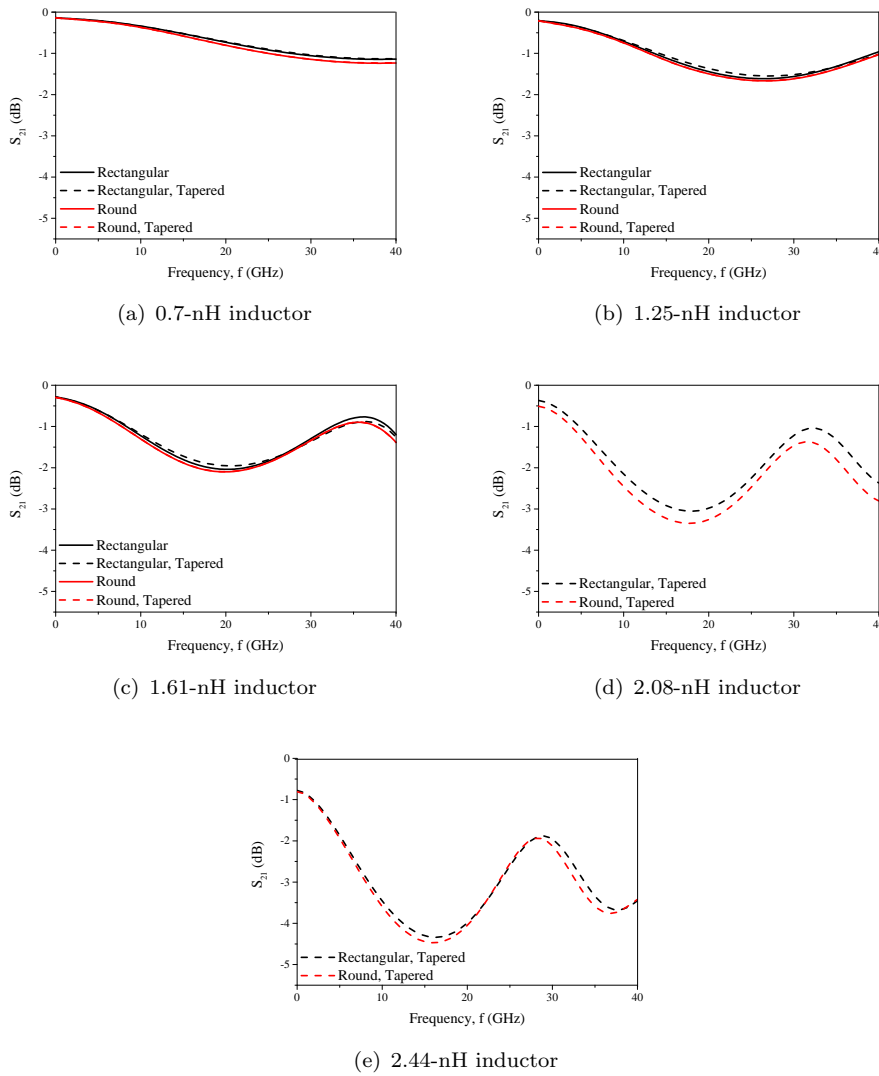 0
-1
-2
-3
-4
-5
S21 (dB)
Rectangular
Rectangular, Tapered
Round
Round, Tapered
0 10 20 30 40
Frequency, f (GHz)
(a) 0.7-nH inductor
0
-1
-2
-3
-4
-5
S21 (dB)
Rectangular
Rectangular, Tapered
Round
Round, Tapered
0 10 20 30 40
Frequency, f (GHz)
(b) 1.25-nH inductor
0
-1
-2
-3
-4
-5
S21 (dB)
Rectangular
Rectangular, Tapered
Round
Round, Tapered
0 10 20 30 40
Frequency, f (GHz)
(c) 1.61-nH inductor
0
-1
-2
-3
-4
-5
S21 (dB)
Rectangular, Tapered
Round, Tapered
0 10 20 30 40
Frequency, f (GHz)
(d) 2.08-nH inductor
0
-1
-2
-3
-4
-5
S21 (dB)
Rectangular, Tapered
Round, Tapered
0 10 20 30 40
Frequency, f (GHz)
(e) 2.44-nH inductor